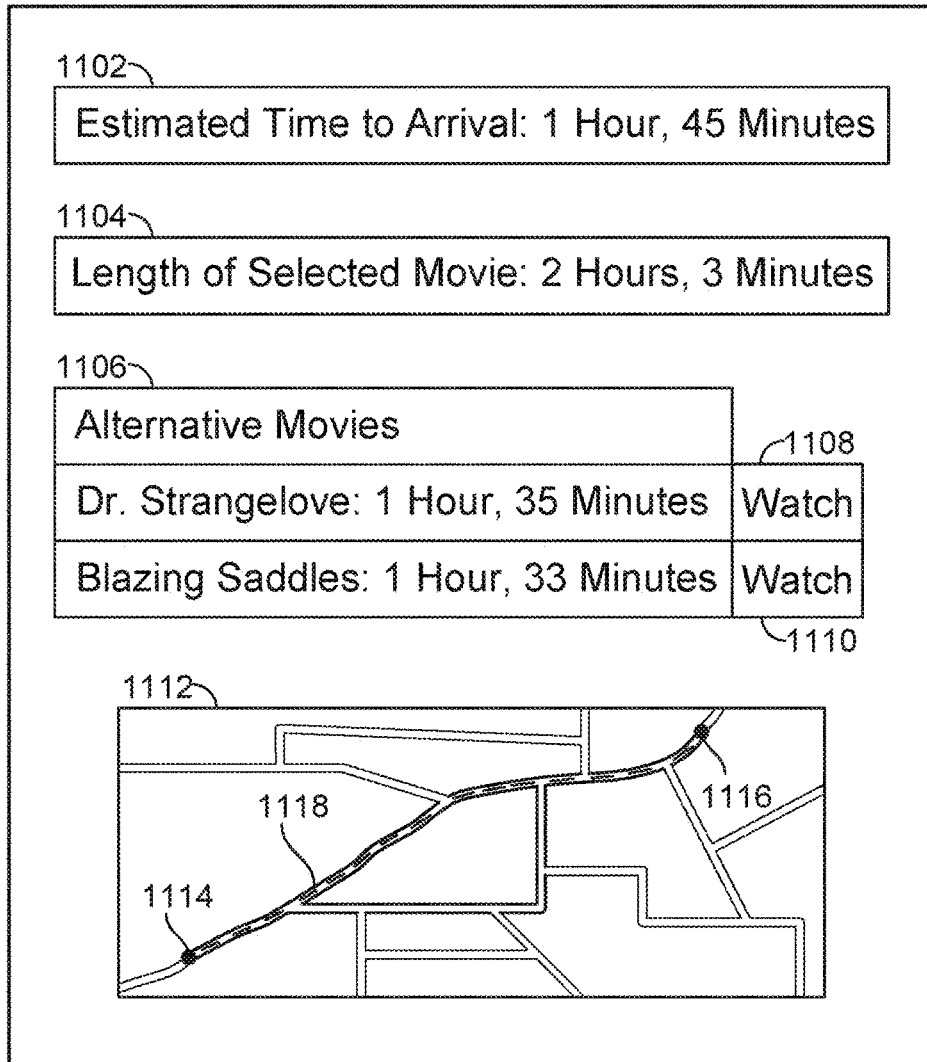 1102
Estimated Time to Arrival: 1 Hour, 45 Minutes
1104
Length of Selected Movie: 2 Hours, 3 Minutes
1106
Alternative Movies
1108
Dr. Strangelove: 1 Hour, 35 Minutes Watch
Blazing Saddles: 1 Hour, 33 Minutes Watch
1110
1112
1116
1118
1114